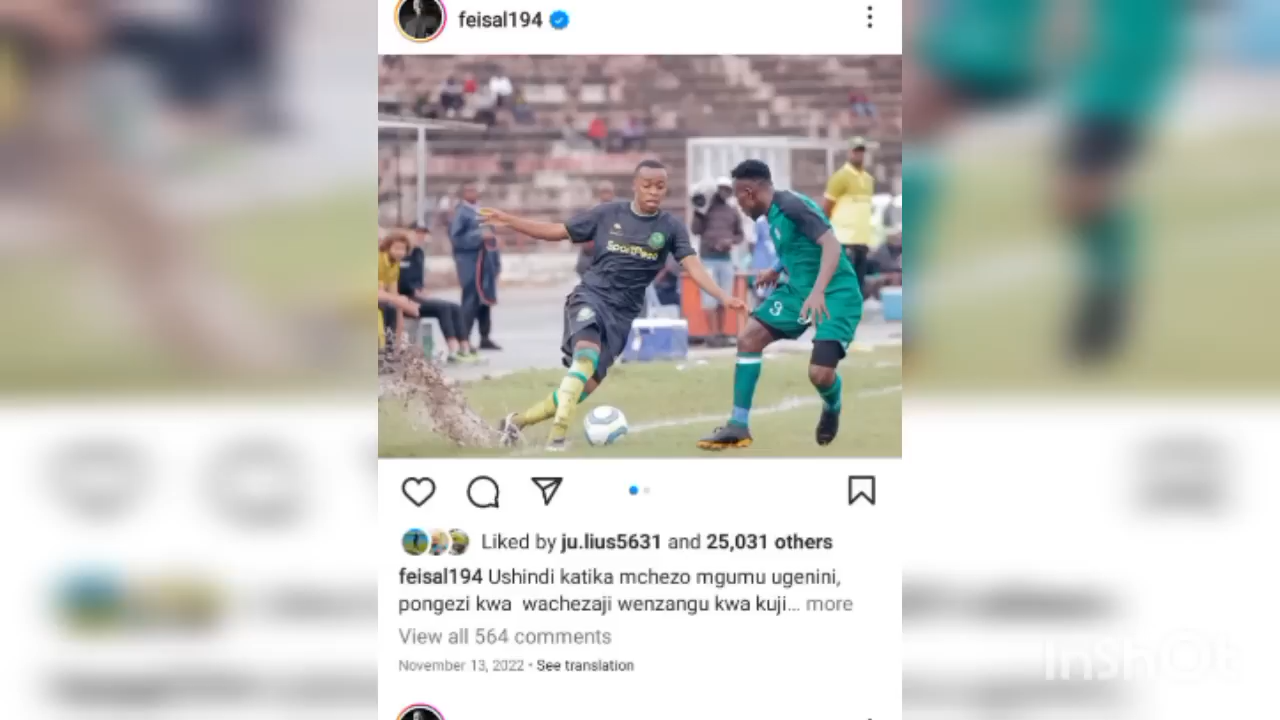 feisal194
SportPesa
3
Liked by ju.lius5631 and 25,031 others
feisal194 Ushindi katika mchezo mgumu ugenini,
pongezi kwa wachezaji wenzangu kwa kuji... more
View all 564 comments
November 13, 2022 • See translation
InShOt